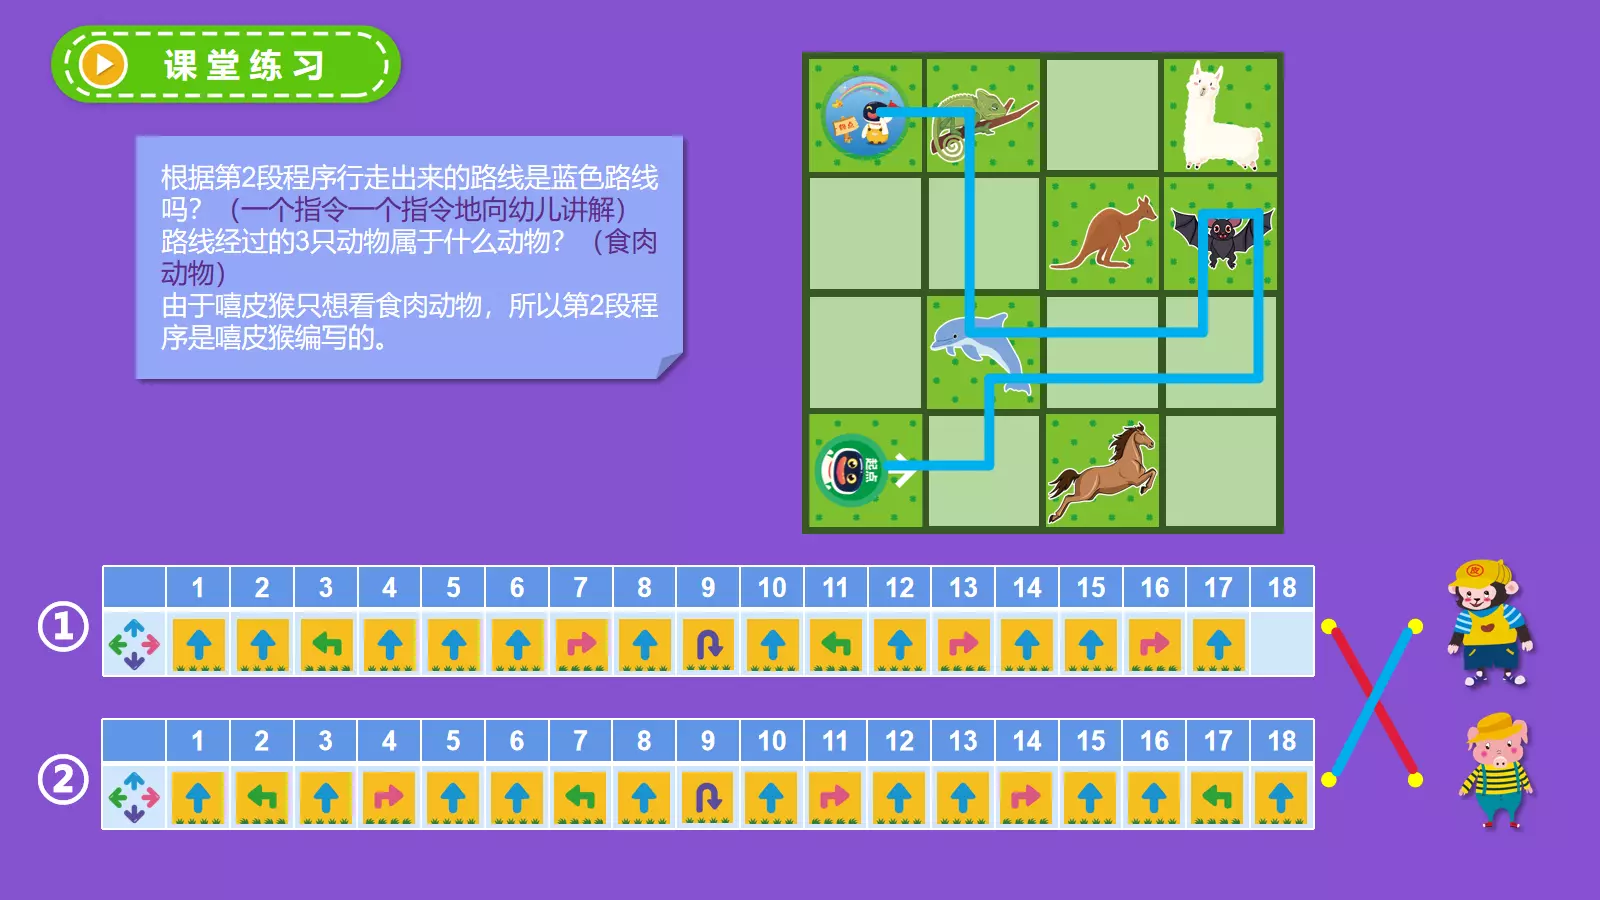 课堂练习
根据第2段程序行走出来的路线是蓝色路线
吗？（一个指令一个指令地向幼儿讲解）
路线经过的3只动物属于什么动物？（食肉
动物）
由于嘻皮猴只想看食肉动物，所以第2段程
序是嘻皮猴编写的。
终点
起点
① 1 2 3 4 5 6 7 8 9 10 11 12 13 14 15 16 17 18
② 1 2 3 4 5 6 7 8 9 10 11 12 13 14 15 16 17 18